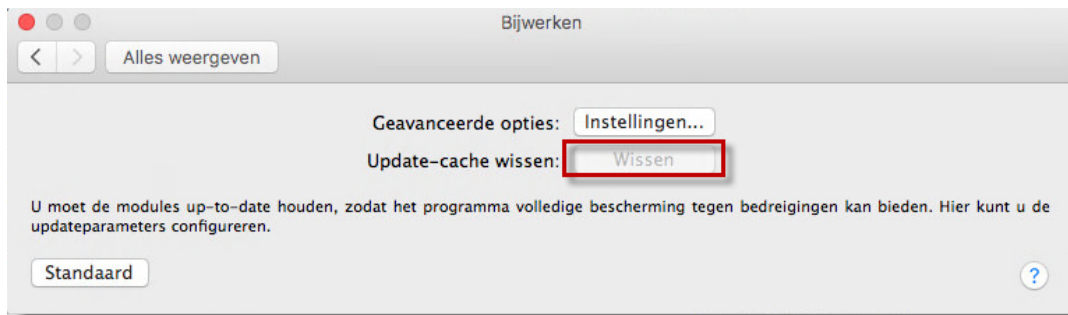 Bijwerken
Alles weergeven
Geavanceerde opties: Instellingen...
Update-cache wissen: Wissen
U moet de modules up-to-date houden, zodat het programma volledige bescherming tegen bedreigingen kan bieden. Hier kunt u de
updateparameters configureren.
Standaard ?